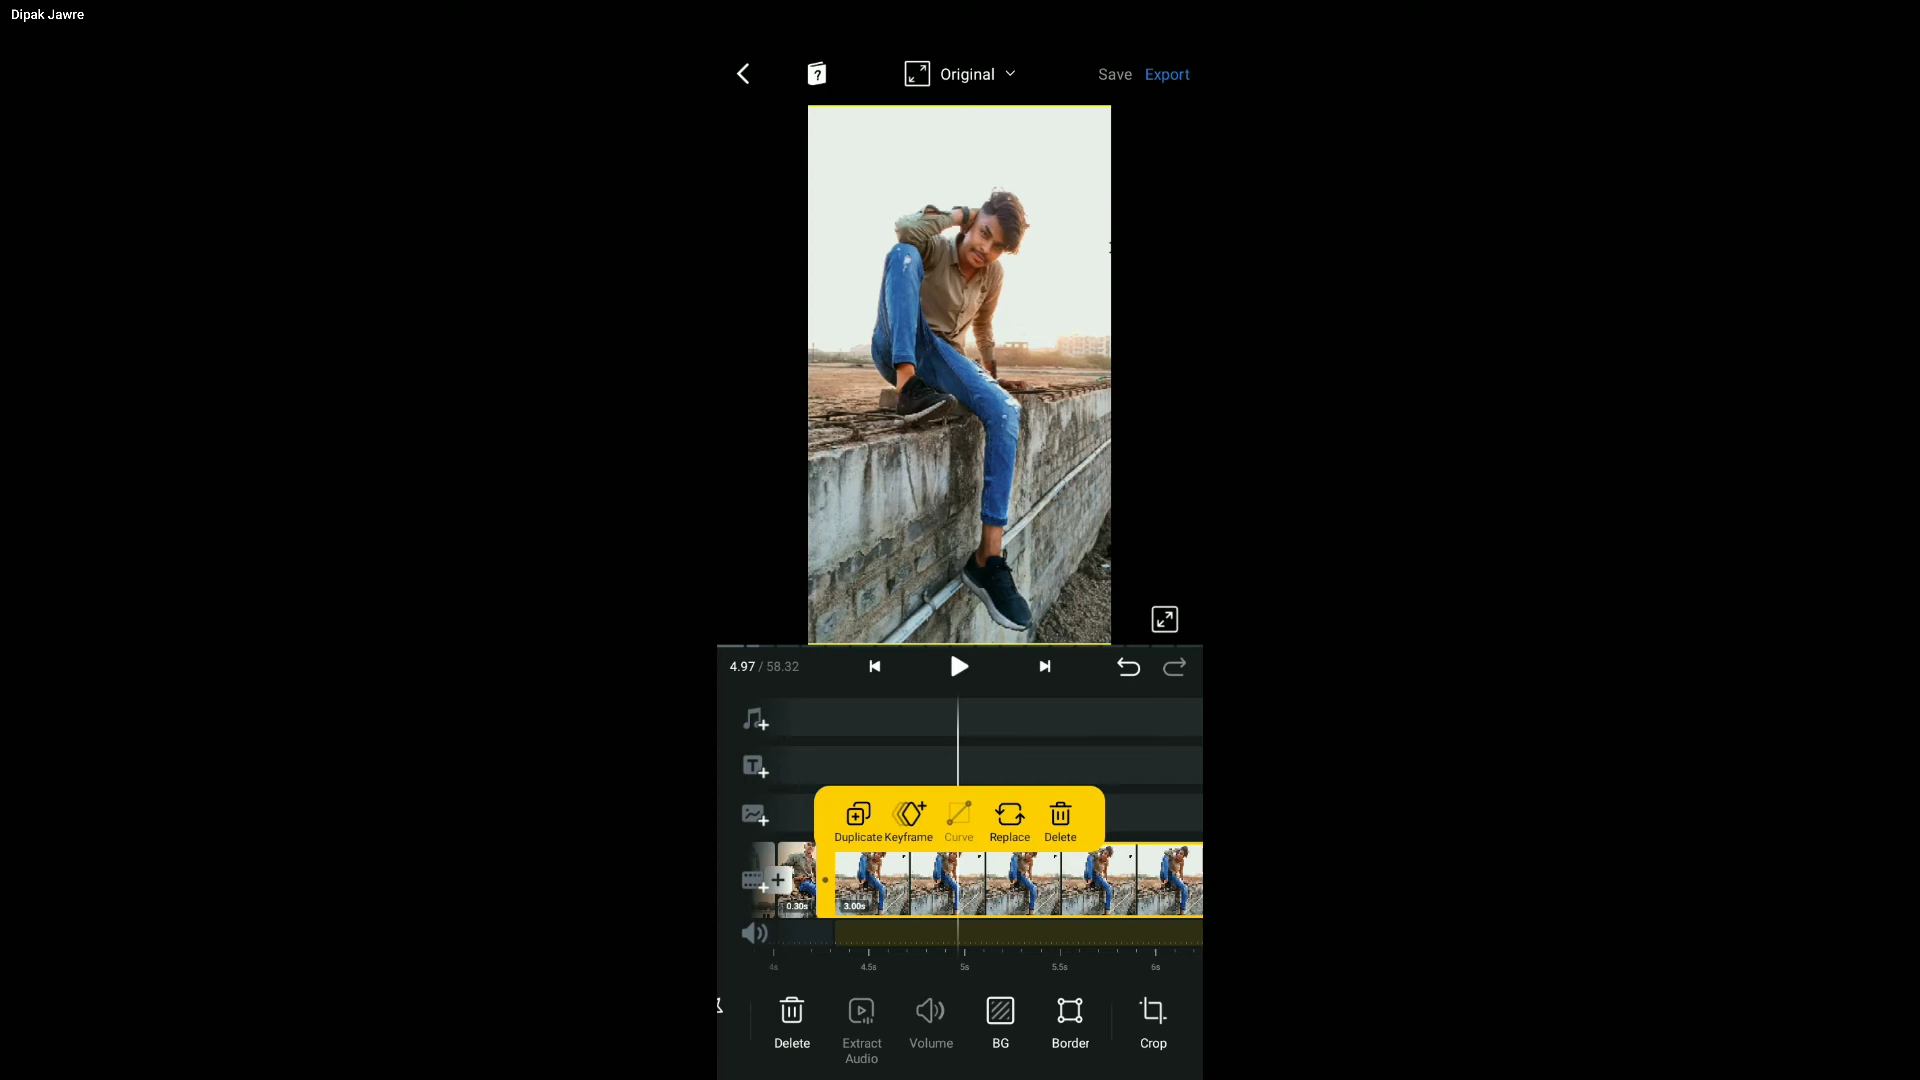 Dipak Jawre
Original
Save Export
4.97 / 58.32
Duplicate Keyframe Curve Replace Delete
0.30s 3.00s
4s 4.5s 5s 5.5s 6s
Delete Extract Audio Volume BG Border Crop